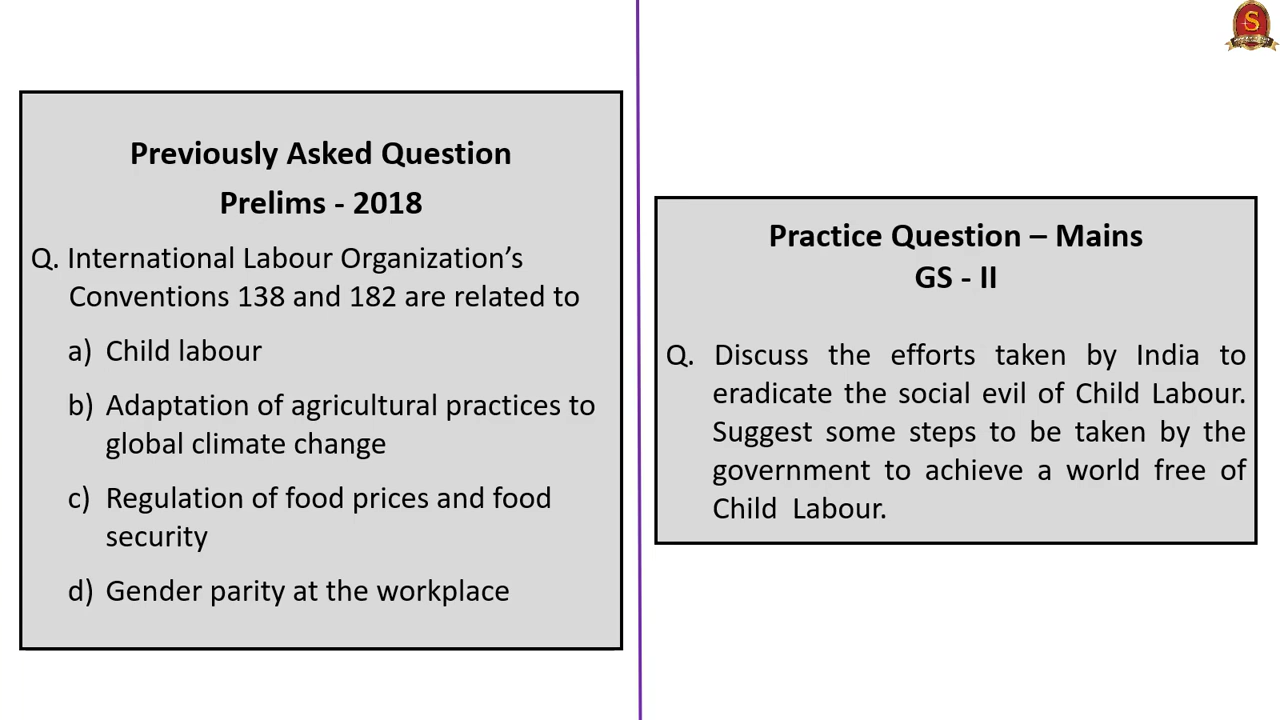 S
Previously Asked Question
Prelims - 2018
Q. International Labour Organization’s
Conventions 138 and 182 are related to
a) Child labour
b) Adaptation of agricultural practices to
global climate change
c) Regulation of food prices and food
security
d) Gender parity at the workplace
Practice Question – Mains
GS - II
Q. Discuss the efforts taken by India to
eradicate the social evil of Child Labour.
Suggest some steps to be taken by the
government to achieve a world free of
Child Labour.